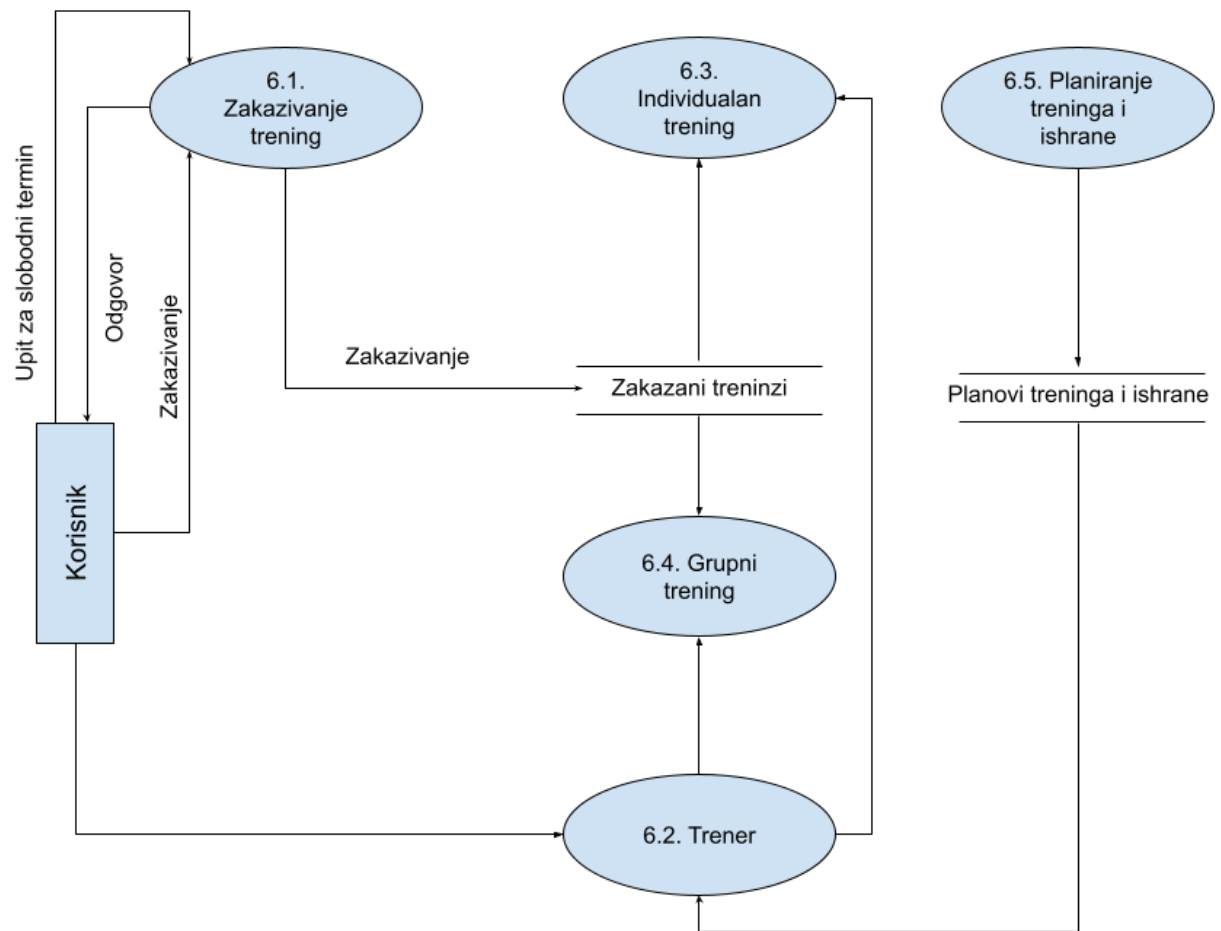 6.1.
Zakazivanje
trening
6.3.
Individualan
trening
6.5. Planiranje
treninga i
ishrane
Upit za slobodni termin
Odgovor
Zakazivanje
Zakazivanje
Zakazani treninzi
Planovi treninga i ishrane
Korisnik
6.4. Grupni
trening
6.2. Trener